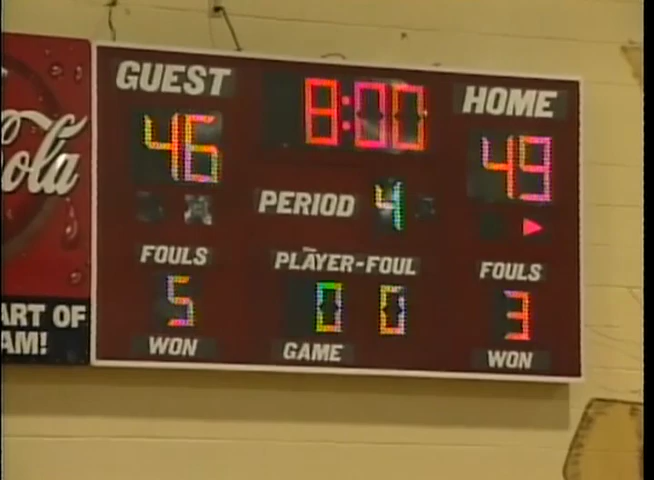 GUEST
8:00
HOME
46
49
Cola
PERIOD 4
FOULS
PLAYER-FOUL
FOULS
5
0 0
3
ART OF
AM!
WON
GAME
WON